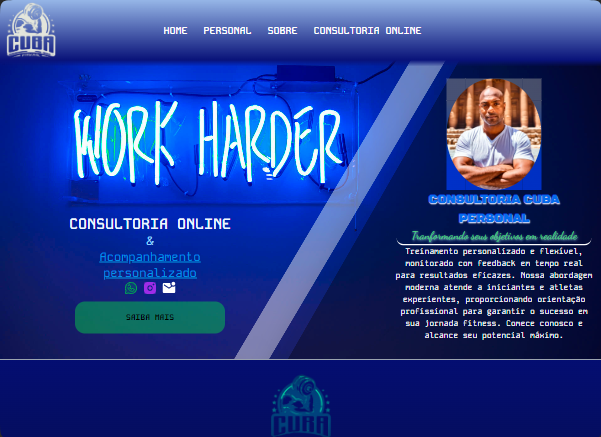 CUBA
HOME PERSONAL SOBRE CONSULTORIA ONLINE
WORK HARDER
CONSULTORIA ONLINE
&
Acompanhamento
personalizado
SAIBA MAIS
CONSULTORIA CUBA
PERSONAL
Tranformando seus objetivos em realidade
Treinamento personalizado e flexível,
monitorado com feedback em tempo real
para resultados eficazes. Nossa abordagem
moderna atende a iniciantes e atletas
experientes, proporcionando orientação
profissional para garantir o sucesso em
sua jornada fitness. Comece conosco e
alcance seu potencial máximo.
CUBA